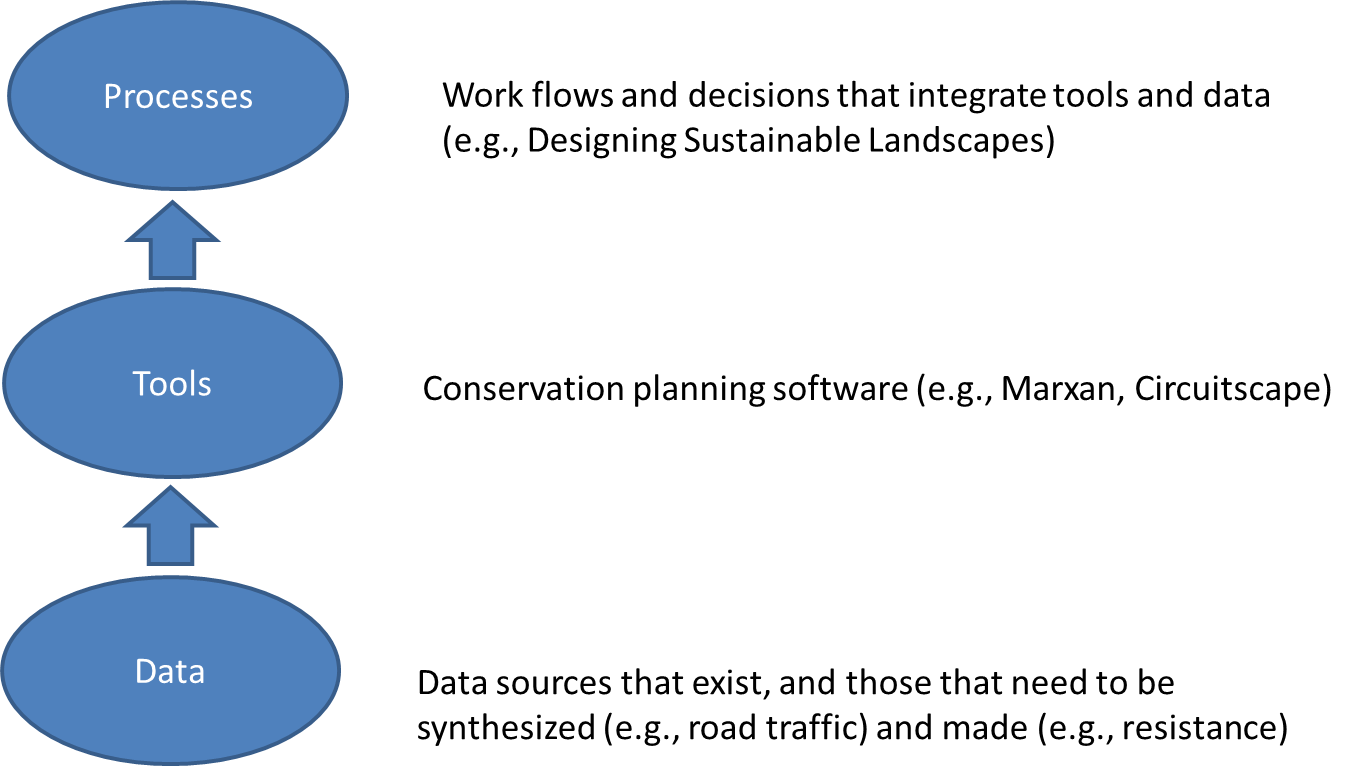 Processes
Work flows and decisions that integrate tools and data
(e.g., Designing Sustainable Landscapes)
Tools
Conservation planning software (e.g., Marxan, Circuitscape)
Data
Data sources that exist, and those that need to be
synthesized (e.g., road traffic) and made (e.g., resistance)